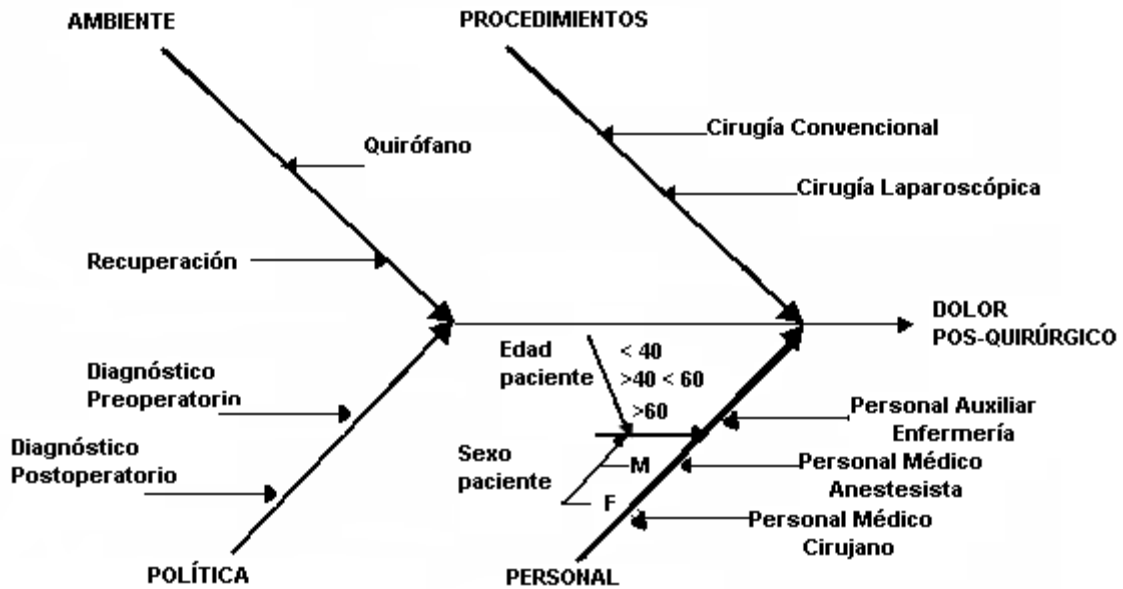 AMBIENTE
PROCEDIMIENTOS
Quirófano
Cirugía Convencional
Cirugía Laparoscópica
Recuperación
DOLOR
POS-QUIRÚRGICO
Edad
paciente
< 40
>40 < 60
>60
Diagnóstico
Preoperatorio
Diagnóstico
Postoperatorio
Sexo
paciente
M
F
Personal Auxiliar
Enfermería
Personal Médico
Anestesista
Personal Médico
Cirujano
POLÍTICA
PERSONAL